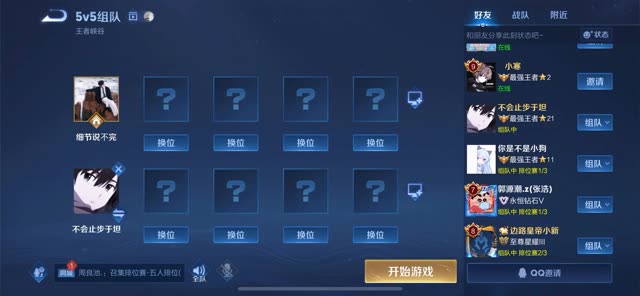 5v5组队
王者峡谷
细节说不完
?
?
?
?
换位
换位
换位
换位
不会止步于坦
?
?
?
?
换位
换位
换位
换位
周良池.：召集排位赛-五人排位(
全队
开始游戏
好友
战队
附近
和朋友分享此刻状态吧~
状态
在线
9
小寒
最强王者★2
在线
邀请
不会止步于坦
最强王者★21
组队中
组队
你是不是小狗
最强王者★11
组队中 排位赛1/3
组队
7
郭源潮.z(张浩)
永恒钻石V
组队中 排位赛1/3
组队
8
边路皇帝小新
至尊星耀III
组队中 排位赛2/3
组队
QQ邀请